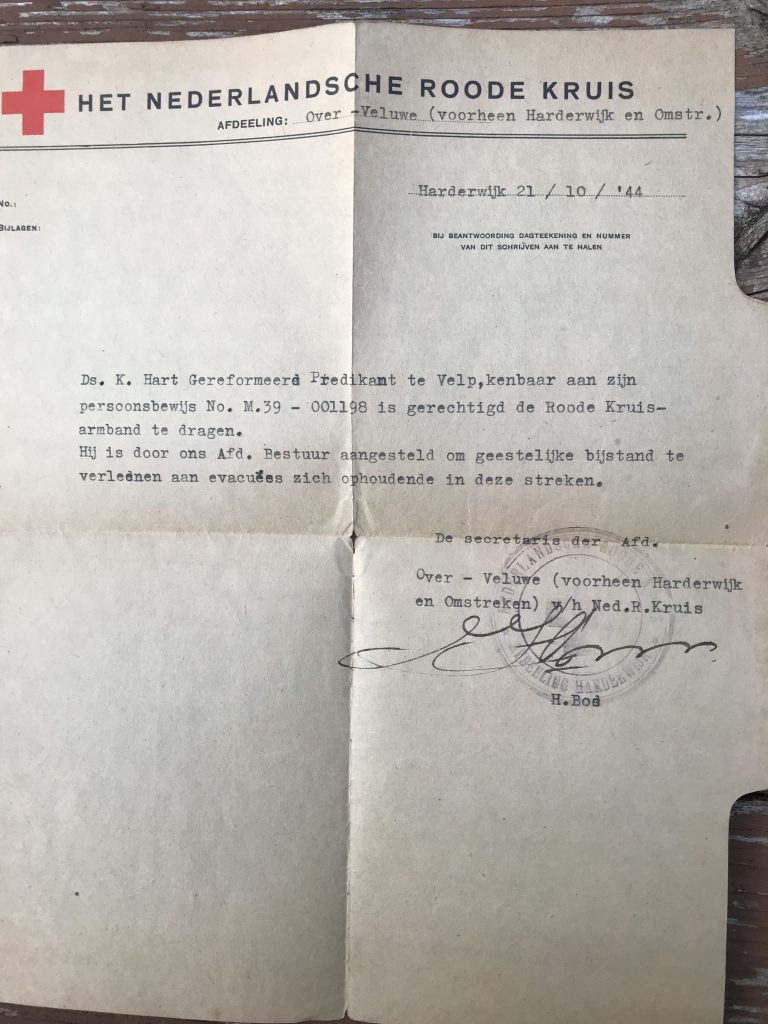 HET NEDERLANDSCHE ROODE KRUIS
AFDEELING: Over -Veluwe (voorheen Harderwijk en Omstr.)
No.:
BIJLAGEN:
Harderwijk 21 / 10 / '44
BIJ BEANTWOORDING DAGTEEKENING EN NUMMER
VAN DIT SCHRIJVEN AAN TE HALEN
Ds. K. Hart Gereformeerd Predikant te Velp,kenbaar aan zijn
persoonsbewijs No. M.39 - 001198 is gerechtigd de Roode Kruis-
armband te dragen.
Hij is door ons Afd. Bestuur aangesteld om geestelijke bijstand te
verleenen aan evacuées zich ophoudende in deze streken.
De secretaris der Afd.
Over - Veluwe (voorheen Harderwijk
en Omstreken) v/h Ned.R.Kruis
AFDEELING HARDERWIJK
H.Bos